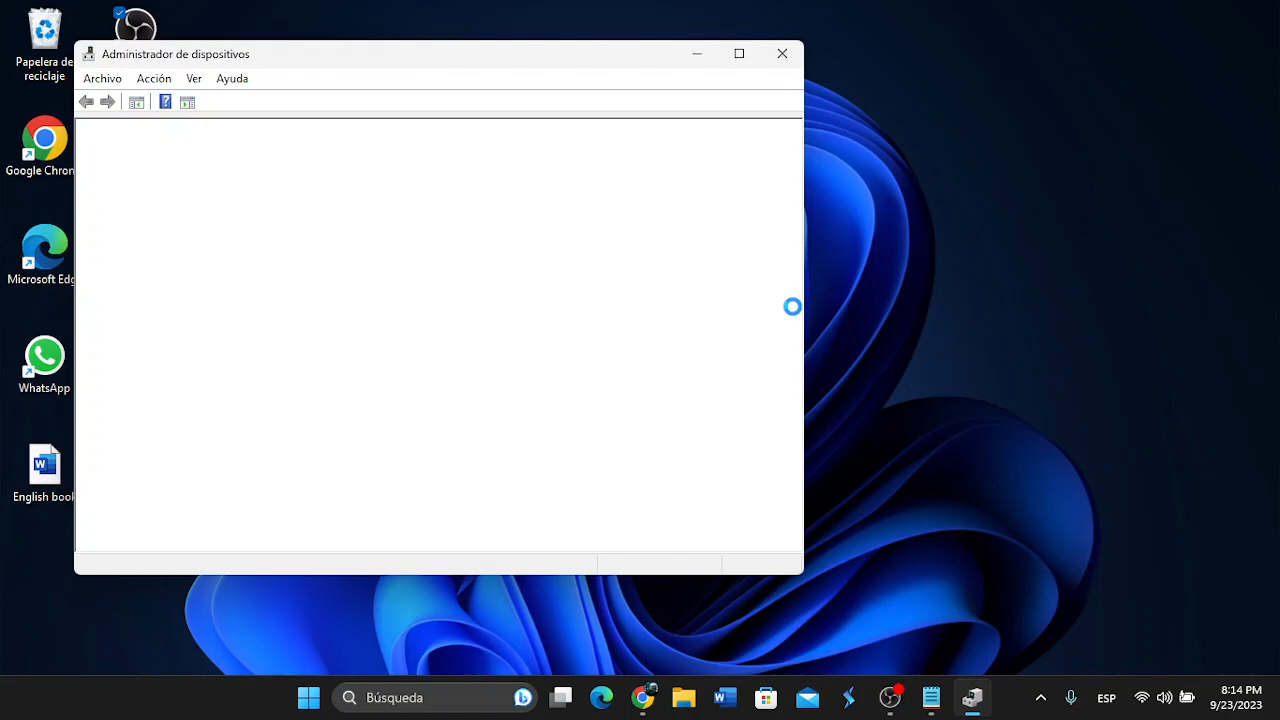 Papelera de
reciclaje
Administrador de dispositivos
Archivo Acción Ver Ayuda
Google Chron
Microsoft Edg
WhatsApp
English book
Búsqueda
ESP
8:14 PM
9/23/2023